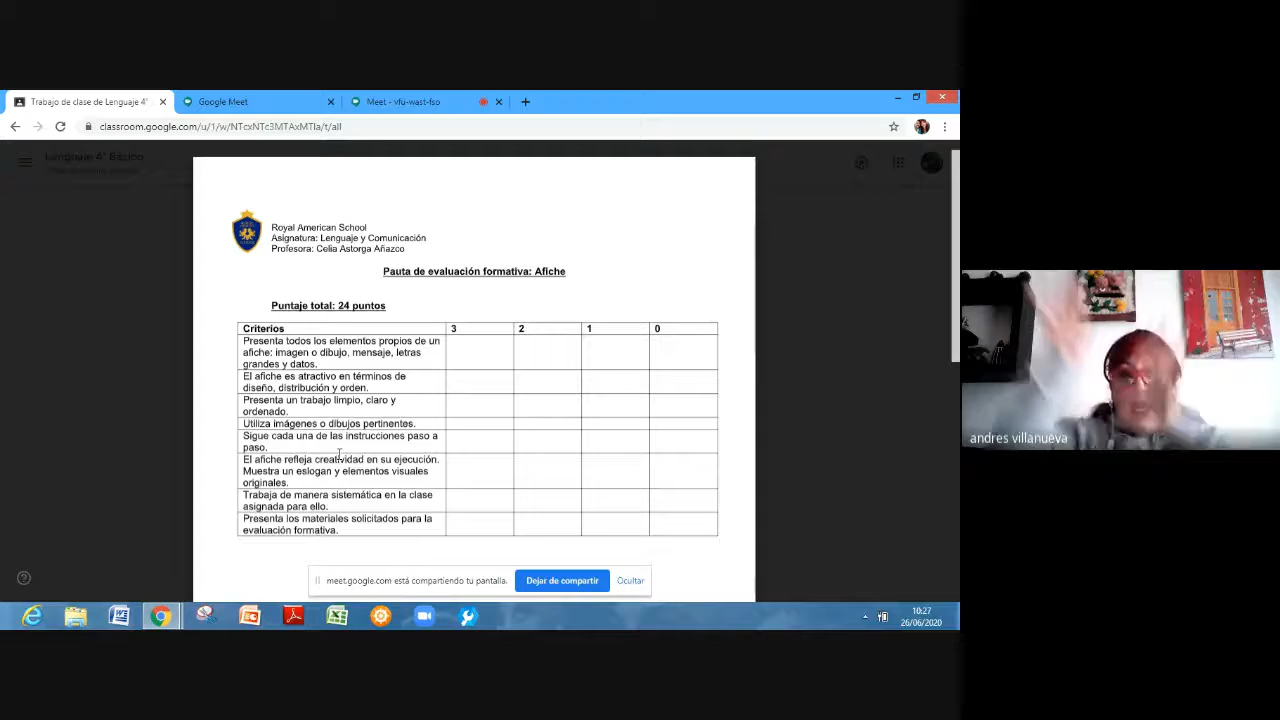 Trabajo de clase de Lenguaje 4°
Google Meet
Meet - vfu-wast-fso
classroom.google.com/u/1/w/NTcxNTc3MTAxMTIa/t/all
Lenguaje 4° Básico
Royal American School
Asignatura: Lenguaje y Comunicación
Profesora: Celia Astorga Añazco
Pauta de evaluación formativa: Afiche
Puntaje total: 24 puntos
Criterios 3 2 1 0
Presenta todos los elementos propios de un
afiche: imagen o dibujo, mensaje, letras
grandes y datos.
El afiche es atractivo en términos de
diseño, distribución y orden.
Presenta un trabajo limpio, claro y
ordenado.
Utiliza imágenes o dibujos pertinentes.
Sigue cada una de las instrucciones paso a
paso.
El afiche refleja creatividad en su ejecución.
Muestra un eslogan y elementos visuales
originales.
Trabaja de manera sistemática en la clase
asignada para ello.
Presenta los materiales solicitados para la
evaluación formativa.
meet.google.com está compartiendo tu pantalla.
Dejar de compartir
Ocultar
andres villanueva
10:27
26/06/2020